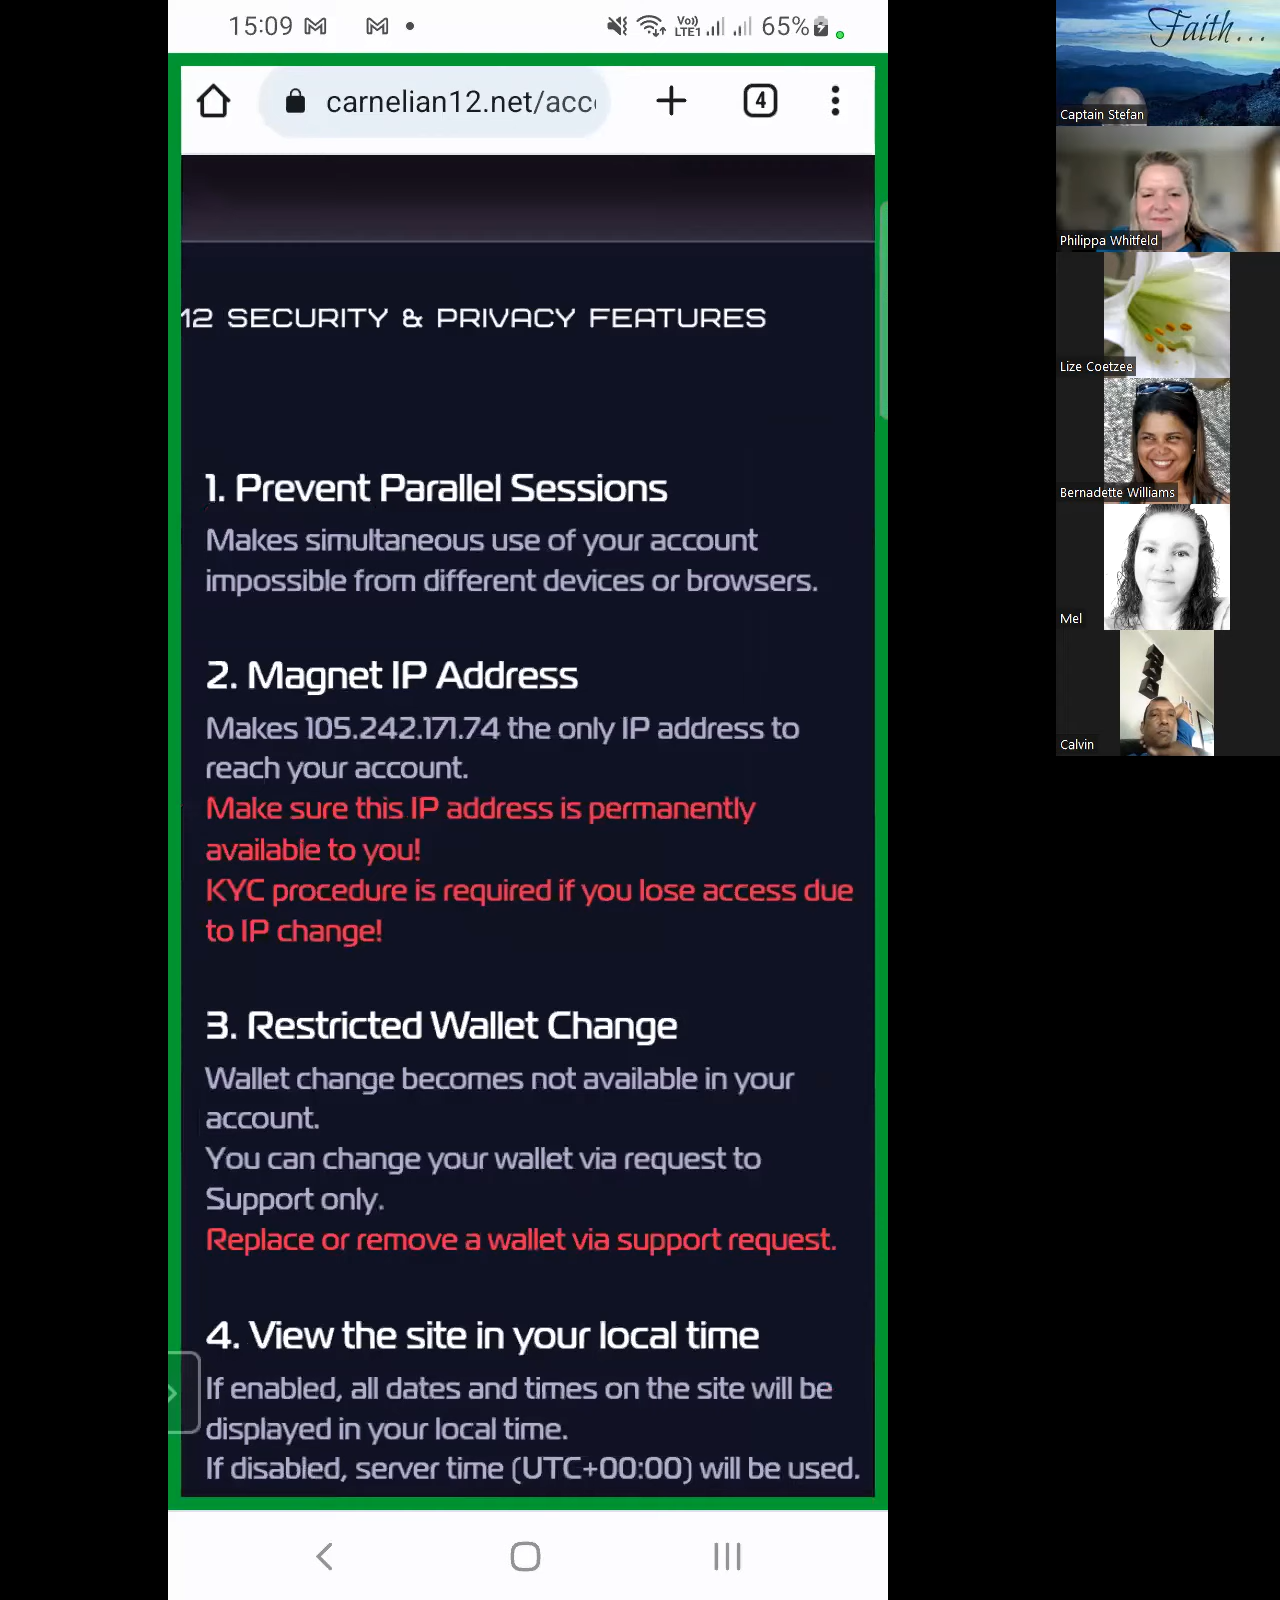 15:09
Vo))
LTE1
65%
carnelian12.net/acc
4
12 SECURITY & PRIVACY FEATURES
1. Prevent Parallel Sessions
Makes simultaneous use of your account
impossible from different devices or browsers.
2. Magnet IP Address
Makes 105.242.171.74 the only IP address to
reach your account.
Make sure this IP address is permanently
available to you!
KYC procedure is required if you lose access due
to IP change!
3. Restricted Wallet Change
Wallet change becomes not available in your
account.
You can change your wallet via request to
Support only.
Replace or remove a wallet via support request.
4. View the site in your local time
If enabled, all dates and times on the site will be
displayed in your local time.
If disabled, server time (UTC+00:00) will be used.
Faith...
Captain Stefan
Philippa Whitfeld
Lize Coetzee
Bernadette Williams
Mel
Calvin